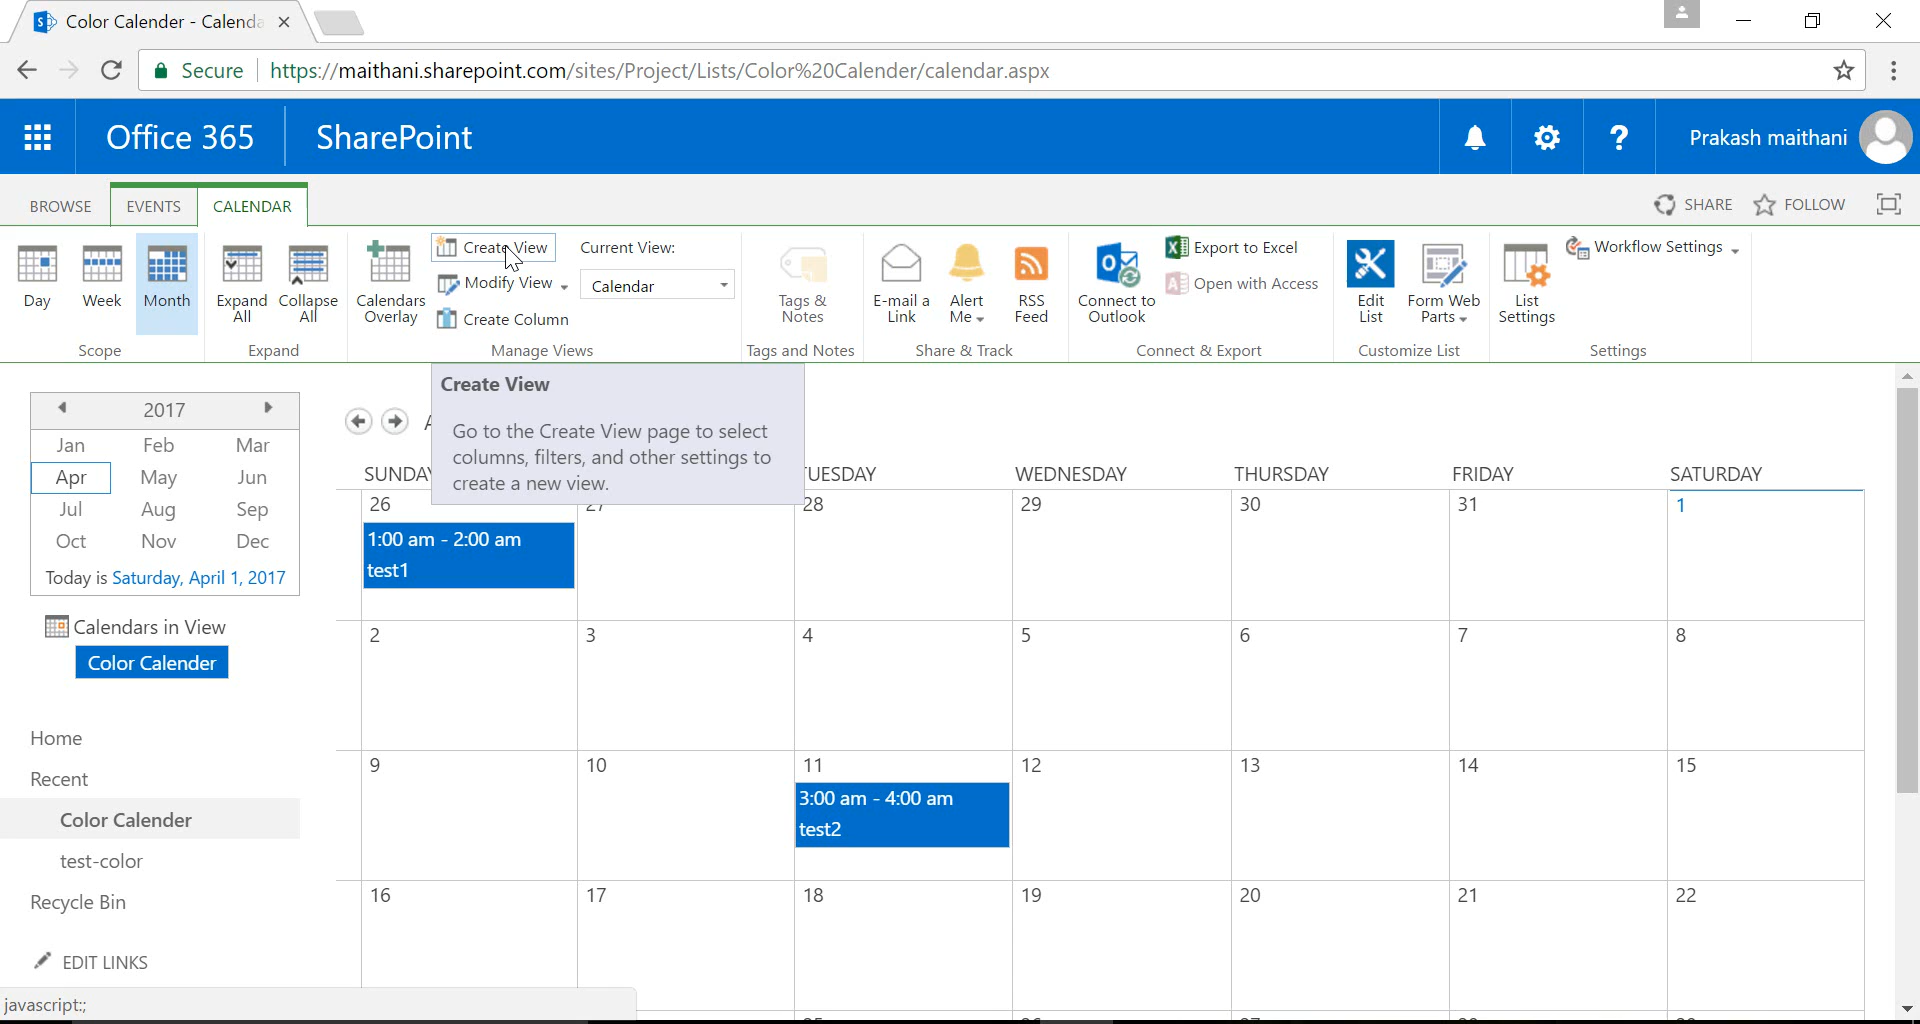 Color Calender - Calenda
Secure
https://maithani.sharepoint.com/sites/Project/Lists/Color%20Calender/calendar.aspx
Office 365
SharePoint
?
Prakash maithani
BROWSE
EVENTS
CALENDAR
SHARE
FOLLOW
Day
Week
Month
Scope
Expand All
Collapse All
Expand
Calendars Overlay
Create View
Modify View
Create Column
Current View:
Calendar
Manage Views
Tags & Notes
Tags and Notes
E-mail a Link
Alert Me
RSS Feed
Share & Track
Connect to Outlook
Export to Excel
Open with Access
Connect & Export
Edit List
Form Web Parts
Customize List
List Settings
Workflow Settings
Settings
Create View
Go to the Create View page to select
columns, filters, and other settings to
create a new view.
2017
Jan Feb Mar
Apr May Jun
Jul Aug Sep
Oct Nov Dec
Today is Saturday, April 1, 2017
Calendars in View
Color Calender
Home
Recent
Color Calender
test-color
Recycle Bin
EDIT LINKS
javascript:;
SUNDA UESDAY WEDNESDAY THURSDAY FRIDAY SATURDAY
26 27 28 29 30 31 1
1:00 am - 2:00 am
test1
2 3 4 5 6 7 8
9 10 11 12 13 14 15
3:00 am - 4:00 am
test2
16 17 18 19 20 21 22